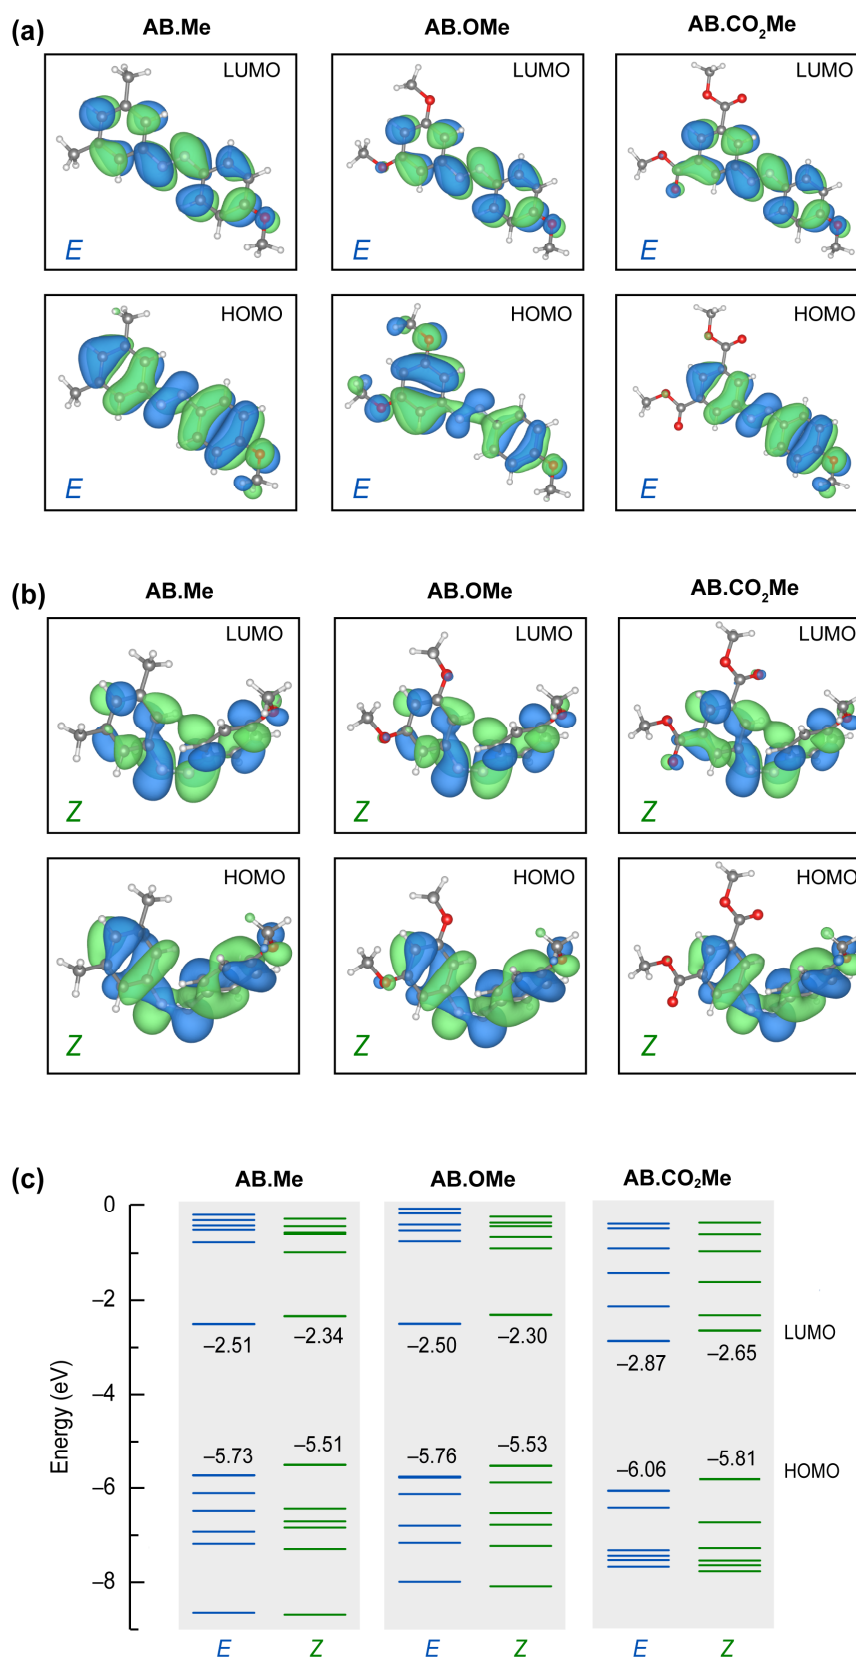 (a)
AB.Me AB.OMe AB.CO₂Me
LUMO LUMO LUMO
E E E
HOMO HOMO HOMO
E E E
(b)
AB.Me AB.OMe AB.CO₂Me
LUMO LUMO LUMO
Z Z Z
HOMO HOMO HOMO
Z Z Z
(c)
AB.Me AB.OMe AB.CO₂Me
0
–2
–4
–6
–8
Energy (eV)
–2.51 –2.34 –2.50 –2.30 –2.87 –2.65
LUMO
–5.73 –5.51 –5.76 –5.53 –6.06 –5.81
HOMO
E Z E Z E Z